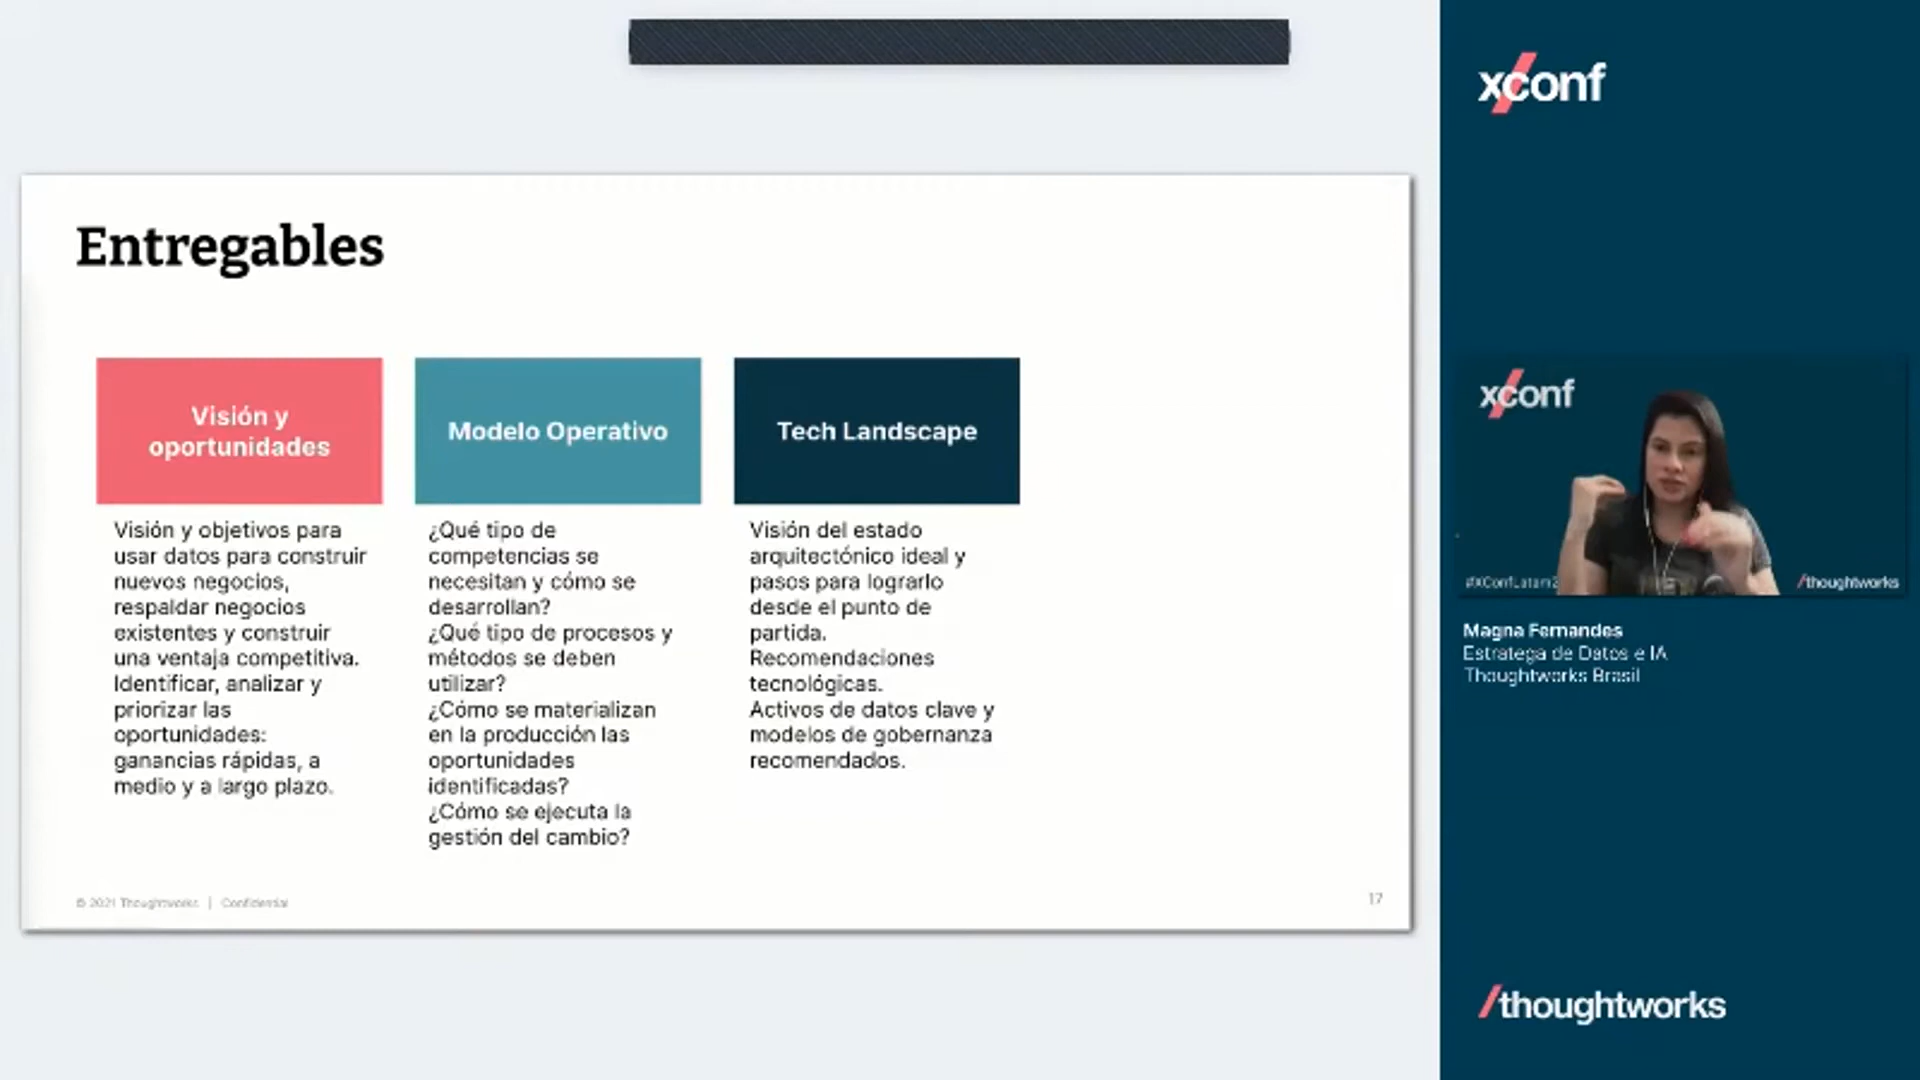 xconf
Entregables
Visión y
oportunidades
Visión y objetivos para
usar datos para construir
nuevos negocios,
respaldar negocios
existentes y construir
una ventaja competitiva.
Identificar, analizar y
priorizar las
oportunidades:
ganancias rápidas, a
medio y a largo plazo.
Modelo Operativo
¿Qué tipo de
competencias se
necesitan y cómo se
desarrollan?
¿Qué tipo de procesos y
métodos se deben
utilizar?
¿Cómo se materializan
en la producción las
oportunidades
identificadas?
¿Cómo se ejecuta la
gestión del cambio?
Tech Landscape
Visión del estado
arquitectónico ideal y
pasos para lograrlo
desde el punto de
partida.
Recomendaciones
tecnológicas.
Activos de datos clave y
modelos de gobernanza
recomendados.
© 2021 Thoughtworks | Confidential
17
xconf
#XConfLatam2
/thoughtworks
Magna Fernandes
Estratega de Datos e IA
Thoughtworks Brasil
/thoughtworks